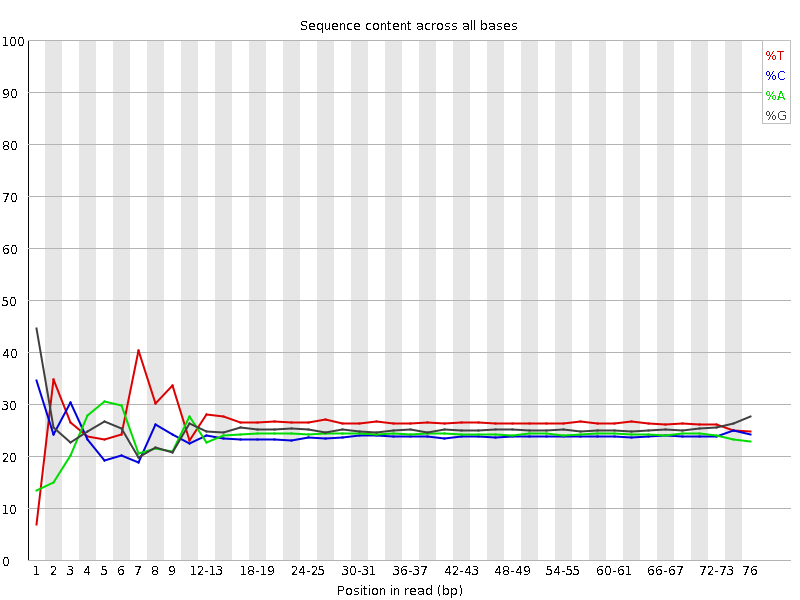 Sequence content across all bases
100
90
80
70
60
50
40
30
20
10
0
%T
%C
%A
%G
1 2 3 4 5 6 7 8 9 12-13 18-19 24-25 30-31 36-37 42-43 48-49 54-55 60-61 66-67 72-73 76
Position in read (bp)